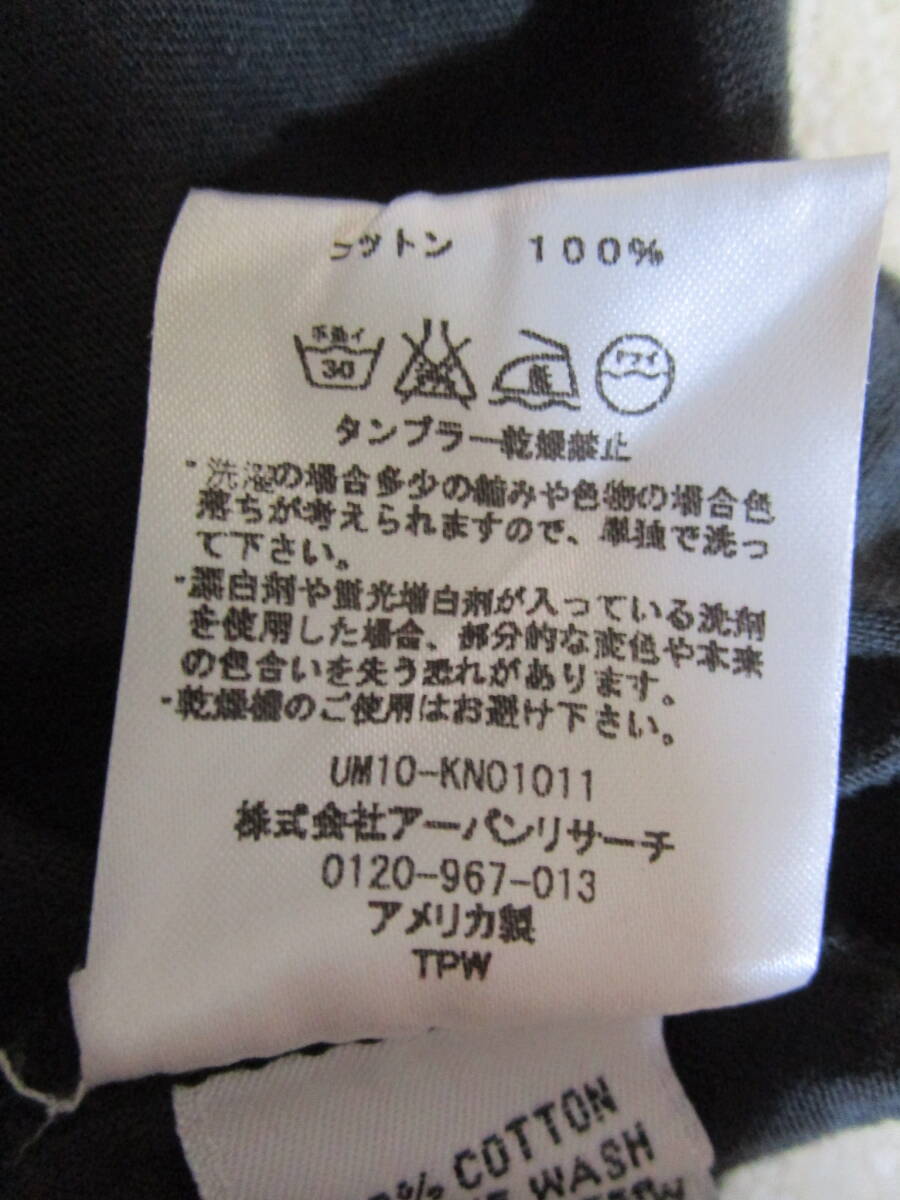 コットン 100%
手洗イ
30
低
ドライ
タンブラー乾燥禁止
・洗濯の場合多少の縮みや色物の場合色
落ちが考えられますので、単独で洗っ
て下さい。
・漂白剤や蛍光増白剤が入っている洗剤
を使用した場合、部分的な変色や本来
の色合いを失う恐れがあります。
・乾燥機のご使用はお避け下さい。
UM10-KN01011
株式会社アーバンリサーチ
0120-967-013
アメリカ製
TPW
% COTTON
WASH